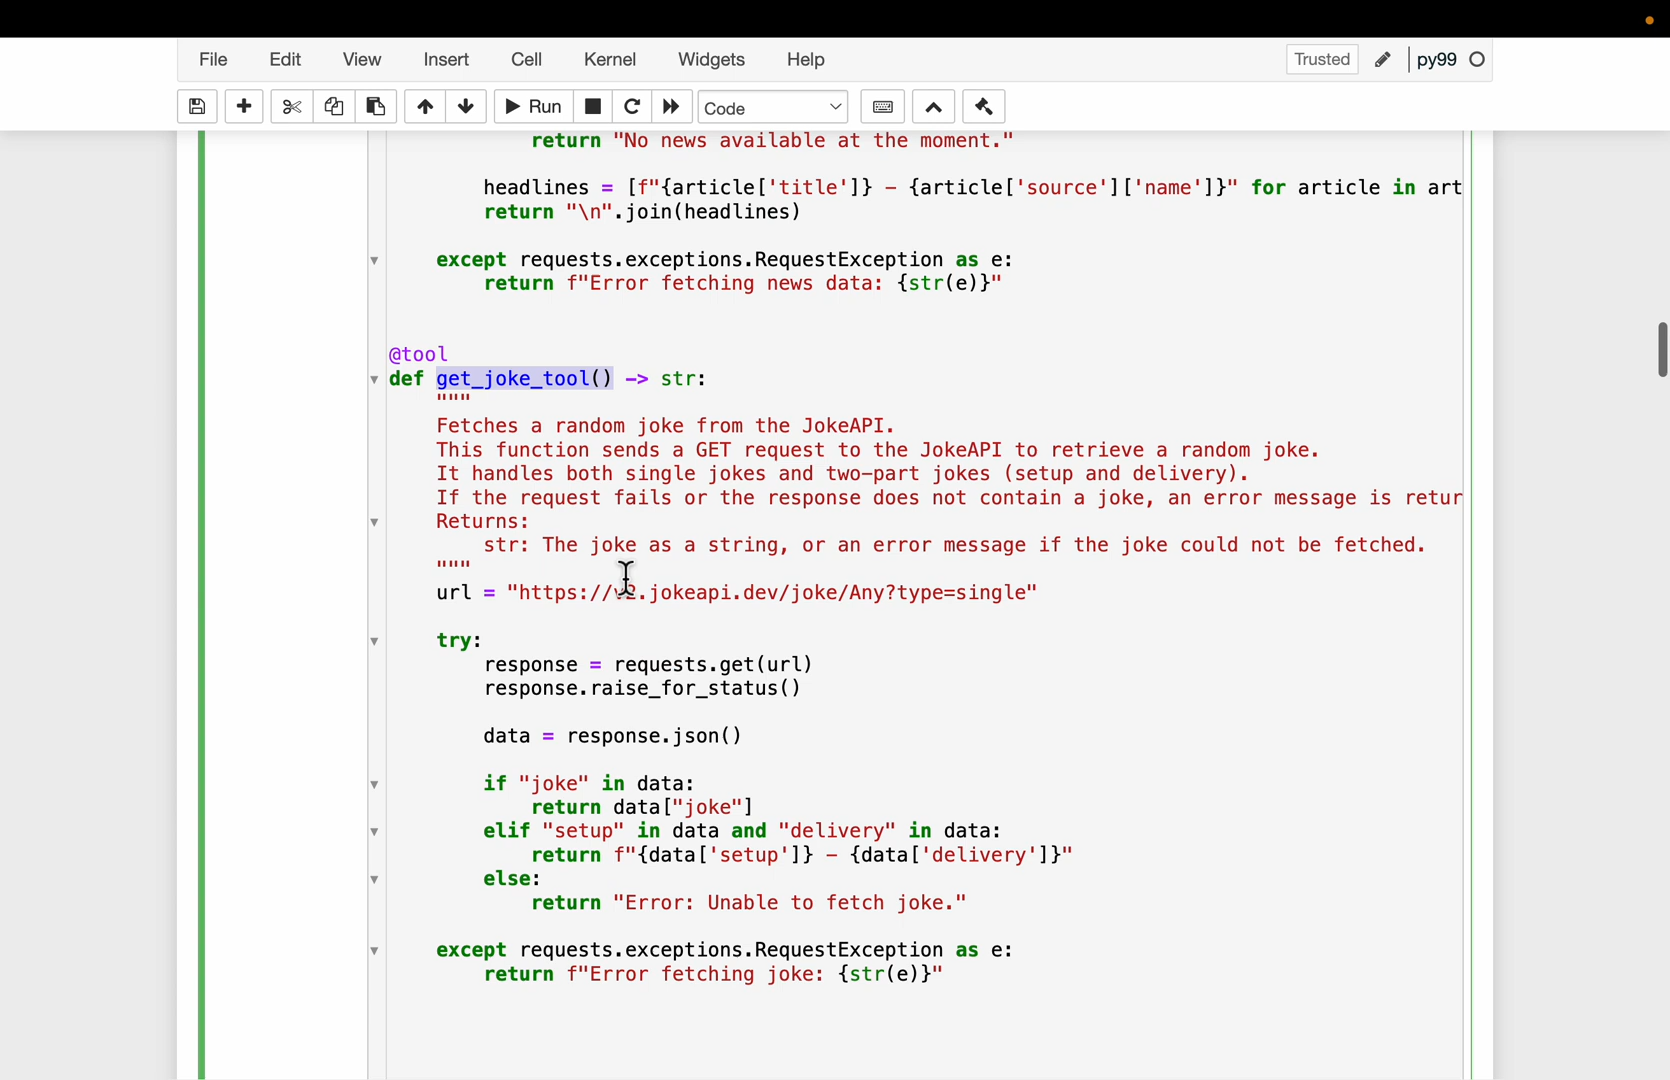 File Edit View Insert Cell Kernel Widgets Help Trusted py99
Run Code
return "No news available at the moment."
headlines = [f"{article['title']} - {article['source']['name']}" for article in art
return "\n".join(headlines)
except requests.exceptions.RequestException as e:
return f"Error fetching news data: {str(e)}"
@tool
def get_joke_tool() -> str:
"""
Fetches a random joke from the JokeAPI.
This function sends a GET request to the JokeAPI to retrieve a random joke.
It handles both single jokes and two-part jokes (setup and delivery).
If the request fails or the response does not contain a joke, an error message is retur
Returns:
str: The joke as a string, or an error message if the joke could not be fetched.
"""
url = "https://v2.jokeapi.dev/joke/Any?type=single"
try:
response = requests.get(url)
response.raise_for_status()
data = response.json()
if "joke" in data:
return data["joke"]
elif "setup" in data and "delivery" in data:
return f"{data['setup']} - {data['delivery']}"
else:
return "Error: Unable to fetch joke."
except requests.exceptions.RequestException as e:
return f"Error fetching joke: {str(e)}"